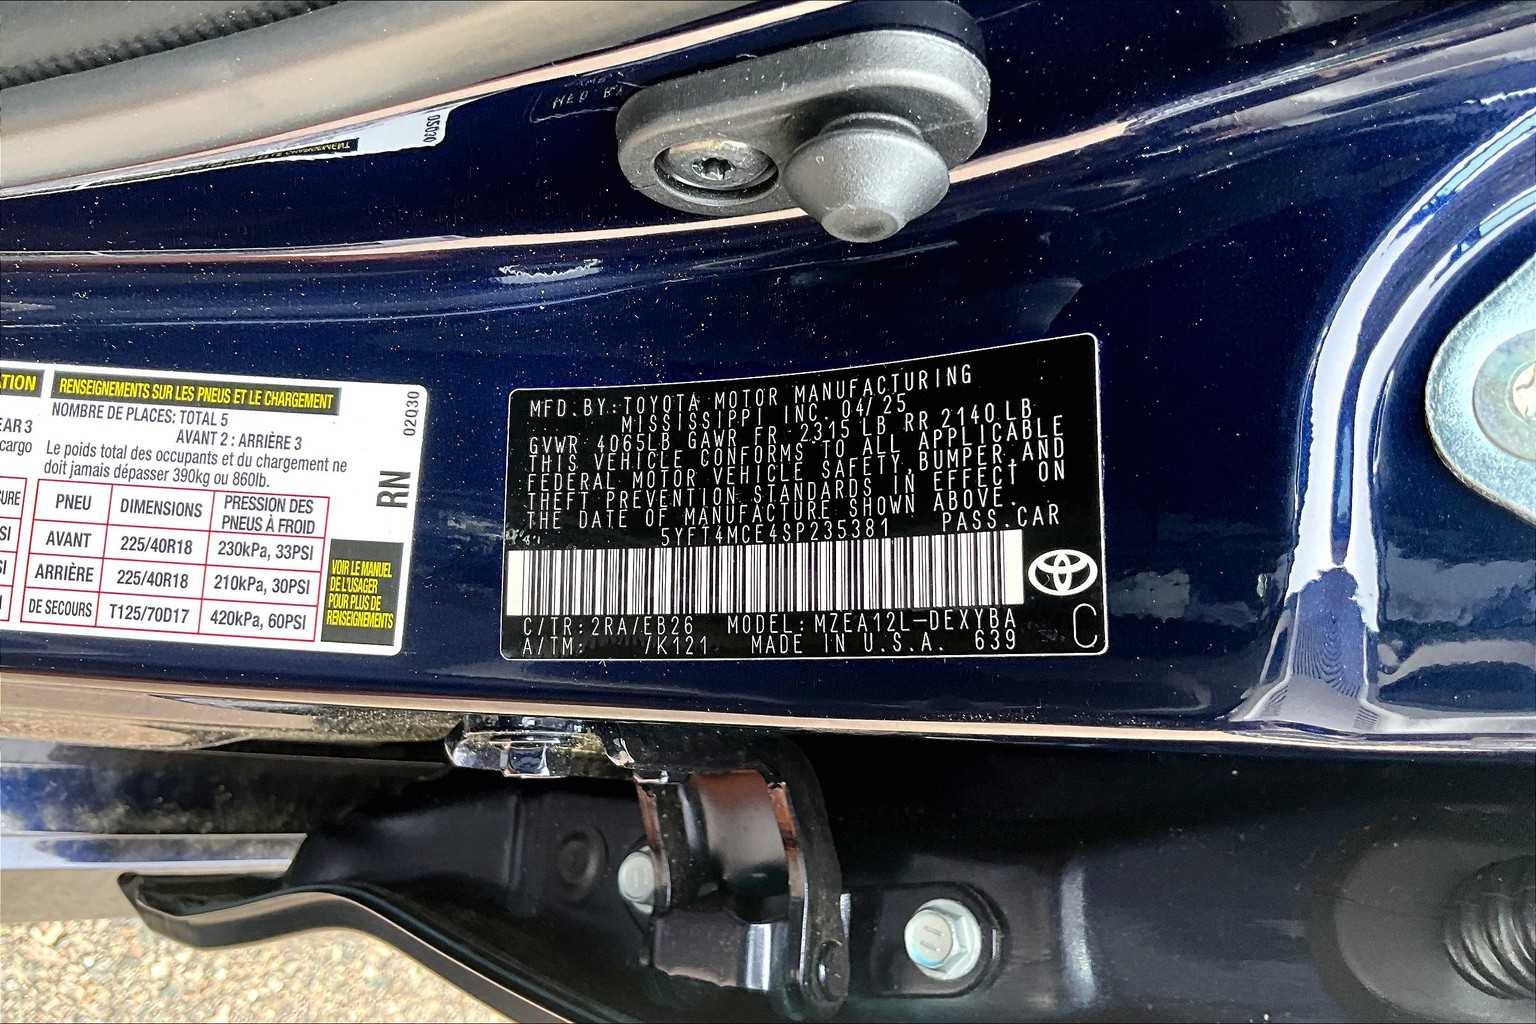 02030
ATION
EAR 3
cargo
RENSEIGNEMENTS SUR LES PNEUS ET LE CHARGEMENT
NOMBRE DE PLACES: TOTAL 5
AVANT 2 : ARRIÈRE 3
Le poids total des occupants et du chargement ne
doit jamais dépasser 390kg ou 860lb.
PNEU DIMENSIONS PRESSION DES PNEUS À FROID
AVANT 225/40R18 230kPa, 33PSI
ARRIÈRE 225/40R18 210kPa, 30PSI
DE SECOURS T125/70D17 420kPa, 60PSI
02030
RN
VOIR LE MANUEL
DE L'USAGER
POUR PLUS DE
RENSEIGNEMENTS
MFD.BY:TOYOTA MOTOR MANUFACTURING
MISSISSIPPI INC.04/25
GVWR 4065LB GAWR FR 2315 LB RR 2140LB
THIS VEHICLE CONFORMS TO ALL APPLICABLE
FEDERAL MOTOR VEHICLE SAFETY,BUMPER,AND
THEFT PREVENTION STANDARDS IN EFFECT ON
THE DATE OF MANUFACTURE SHOWN ABOVE.
5YFT4MCE4SP235381 PASS.CAR
C/TR:2RA/EB26 MODEL:MZEA12L-DEXYBA
A/TM: /K121 MADE IN U.S.A. 639
C